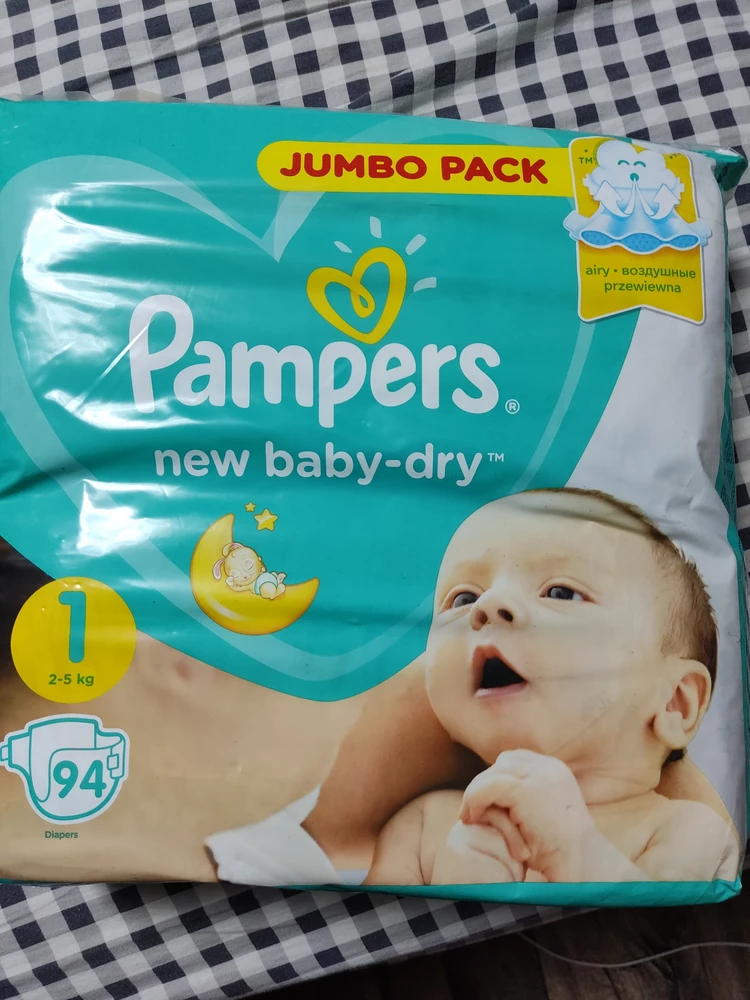 JUMBO PACK
TM
airy • воздушные
przewiewna
Pampers®
new baby-dry™
1
2-5 kg
94
Diapers